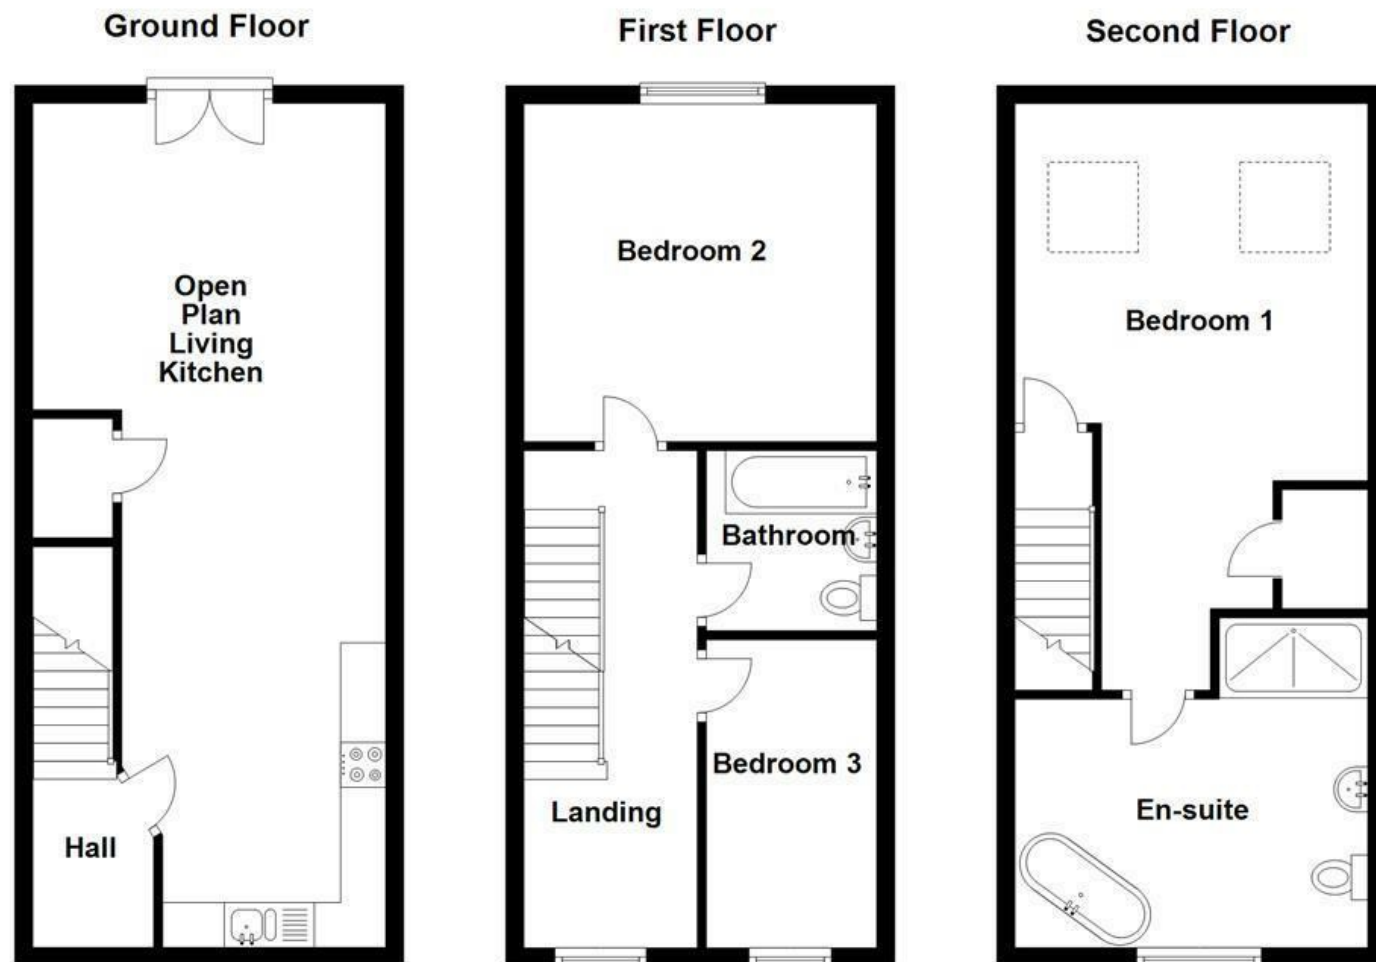 Ground Floor
Open
Plan
Living
Kitchen
Hall
First Floor
Bedroom 2
Bathroom
Bedroom 3
Landing
Second Floor
Bedroom 1
En-suite